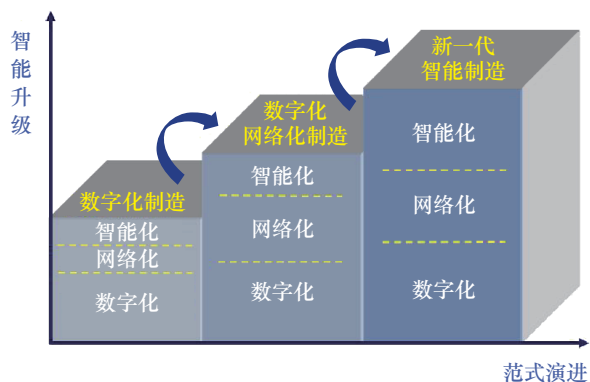 智能升级
数字化制造
智能化
网络化
数字化
数字化
网络化制造
智能化
网络化
数字化
新一代
智能制造
智能化
网络化
数字化
范式演进